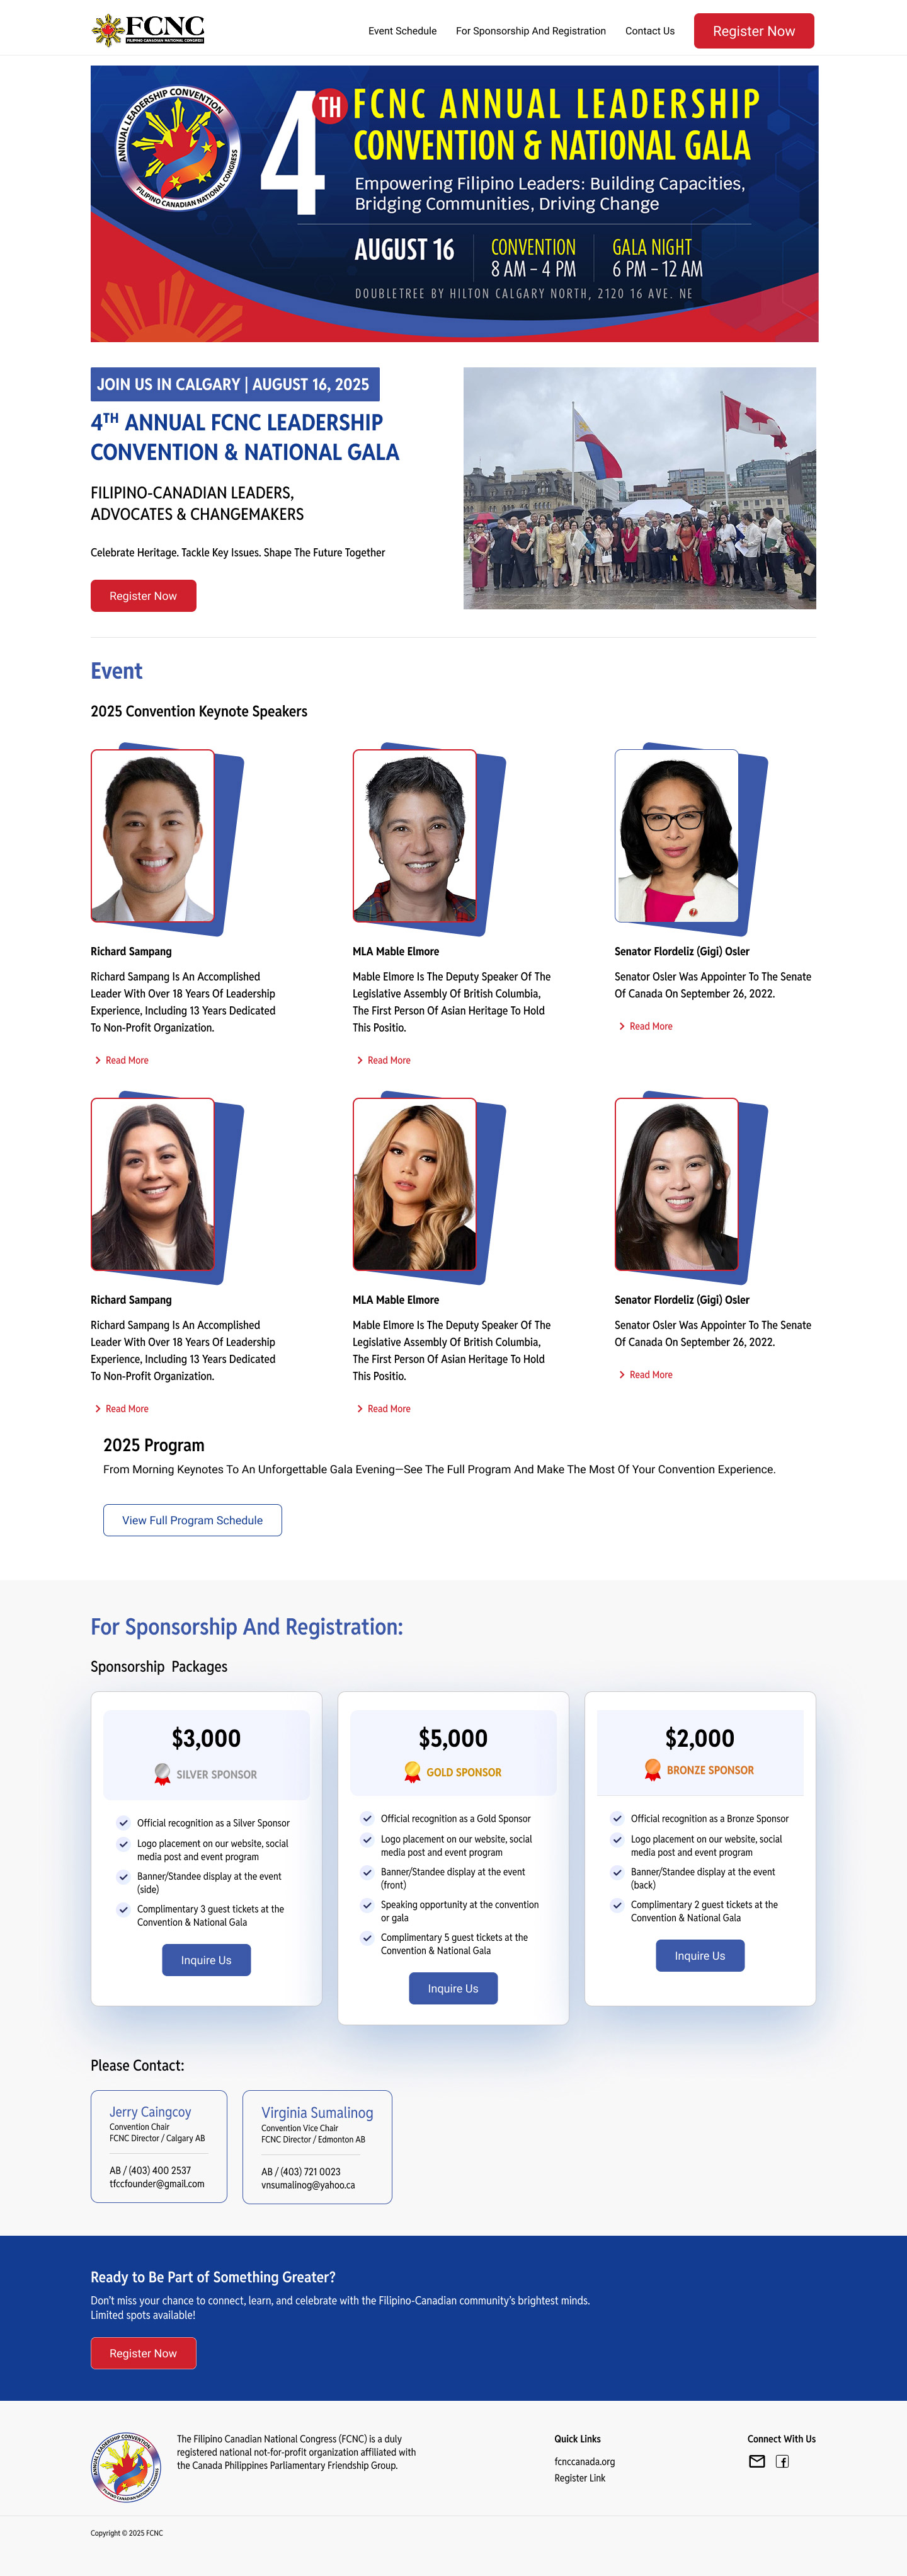 FCNC
FILIPINO CANADIAN NATIONAL CONGRESS
Event Schedule
For Sponsorship And Registration
Contact Us
Register Now
ANNUAL LEADERSHIP CONVENTION
FILIPINO CANADIAN NATIONAL CONGRESS
4TH FCNC ANNUAL LEADERSHIP
CONVENTION & NATIONAL GALA
Empowering Filipino Leaders: Building Capacities,
Bridging Communities, Driving Change
AUGUST 16
CONVENTION
8 AM – 4 PM
GALA NIGHT
6 PM – 12 AM
DOUBLETREE BY HILTON CALGARY NORTH, 2120 16 AVE. NE
JOIN US IN CALGARY | AUGUST 16, 2025
4TH ANNUAL FCNC LEADERSHIP
CONVENTION & NATIONAL GALA
FILIPINO-CANADIAN LEADERS,
ADVOCATES & CHANGEMAKERS
Celebrate Heritage. Tackle Key Issues. Shape The Future Together
Register Now
Event
2025 Convention Keynote Speakers
Richard Sampang
Richard Sampang Is An Accomplished
Leader With Over 18 Years Of Leadership
Experience, Including 13 Years Dedicated
To Non-Profit Organization.
Read More
MLA Mable Elmore
Mable Elmore Is The Deputy Speaker Of The
Legislative Assembly Of British Columbia,
The First Person Of Asian Heritage To Hold
This Positio.
Read More
Senator Flordeliz (Gigi) Osler
Senator Osler Was Appointer To The Senate
Of Canada On September 26, 2022.
Read More
Richard Sampang
Richard Sampang Is An Accomplished
Leader With Over 18 Years Of Leadership
Experience, Including 13 Years Dedicated
To Non-Profit Organization.
Read More
MLA Mable Elmore
Mable Elmore Is The Deputy Speaker Of The
Legislative Assembly Of British Columbia,
The First Person Of Asian Heritage To Hold
This Positio.
Read More
Senator Flordeliz (Gigi) Osler
Senator Osler Was Appointer To The Senate
Of Canada On September 26, 2022.
Read More
2025 Program
From Morning Keynotes To An Unforgettable Gala Evening—See The Full Program And Make The Most Of Your Convention Experience.
View Full Program Schedule
For Sponsorship And Registration:
Sponsorship Packages
$3,000
SILVER SPONSOR
Official recognition as a Silver Sponsor
Logo placement on our website, social
media post and event program
Banner/Standee display at the event
(side)
Complimentary 3 guest tickets at the
Convention & National Gala
Inquire Us
$5,000
GOLD SPONSOR
Official recognition as a Gold Sponsor
Logo placement on our website, social
media post and event program
Banner/Standee display at the event
(front)
Speaking opportunity at the convention
or gala
Complimentary 5 guest tickets at the
Convention & National Gala
Inquire Us
$2,000
BRONZE SPONSOR
Official recognition as a Bronze Sponsor
Logo placement on our website, social
media post and event program
Banner/Standee display at the event
(back)
Complimentary 2 guest tickets at the
Convention & National Gala
Inquire Us
Please Contact:
Jerry Caingcoy
Convention Chair
FCNC Director / Calgary AB
AB / (403) 400 2537
tfccfounder@gmail.com
Virginia Sumalinog
Convention Vice Chair
FCNC Director / Edmonton AB
AB / (403) 721 0023
vnsumalinog@yahoo.ca
Ready to Be Part of Something Greater?
Don't miss your chance to connect, learn, and celebrate with the Filipino-Canadian community's brightest minds.
Limited spots available!
Register Now
ANNUAL LEADERSHIP CONVENTION
FILIPINO CANADIAN NATIONAL CONGRESS
The Filipino Canadian National Congress (FCNC) is a duly
registered national not-for-profit organization affiliated with
the Canada Philippines Parliamentary Friendship Group.
Quick Links
fcnccanada.org
Register Link
Connect With Us
Copyright © 2025 FCNC